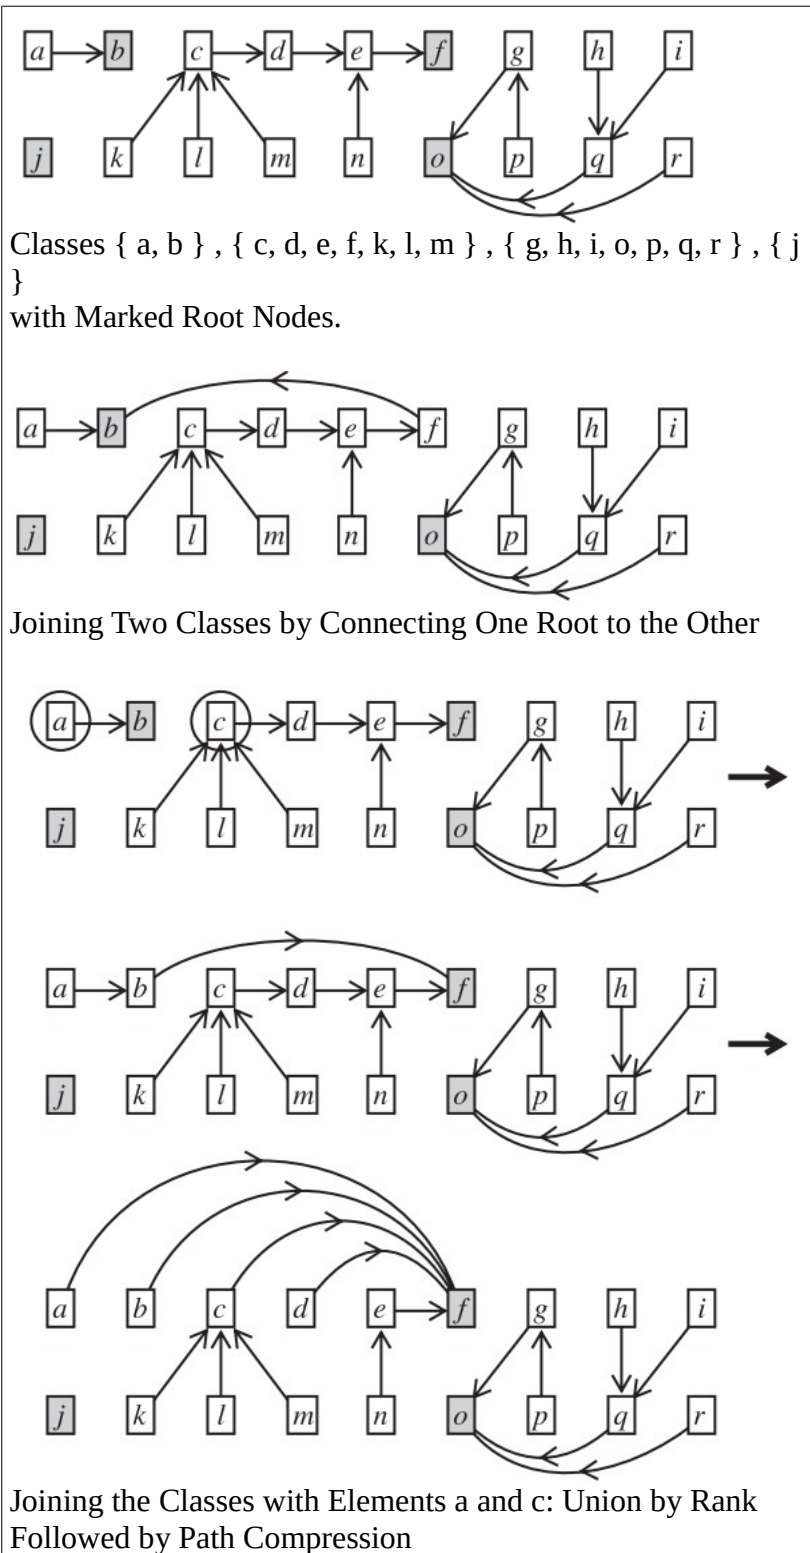 a b c d e f g h i
j k l m n o p q r
Classes { a, b } , { c, d, e, f, k, l, m } , { g, h, i, o, p, q, r } , { j
}
with Marked Root Nodes.
a b c d e f g h i
j k l m n o p q r
Joining Two Classes by Connecting One Root to the Other
a b c d e f g h i
j k l m n o p q r
a b c d e f g h i
j k l m n o p q r
a b c d e f g h i
j k l m n o p q r
Joining the Classes with Elements a and c: Union by Rank
Followed by Path Compression